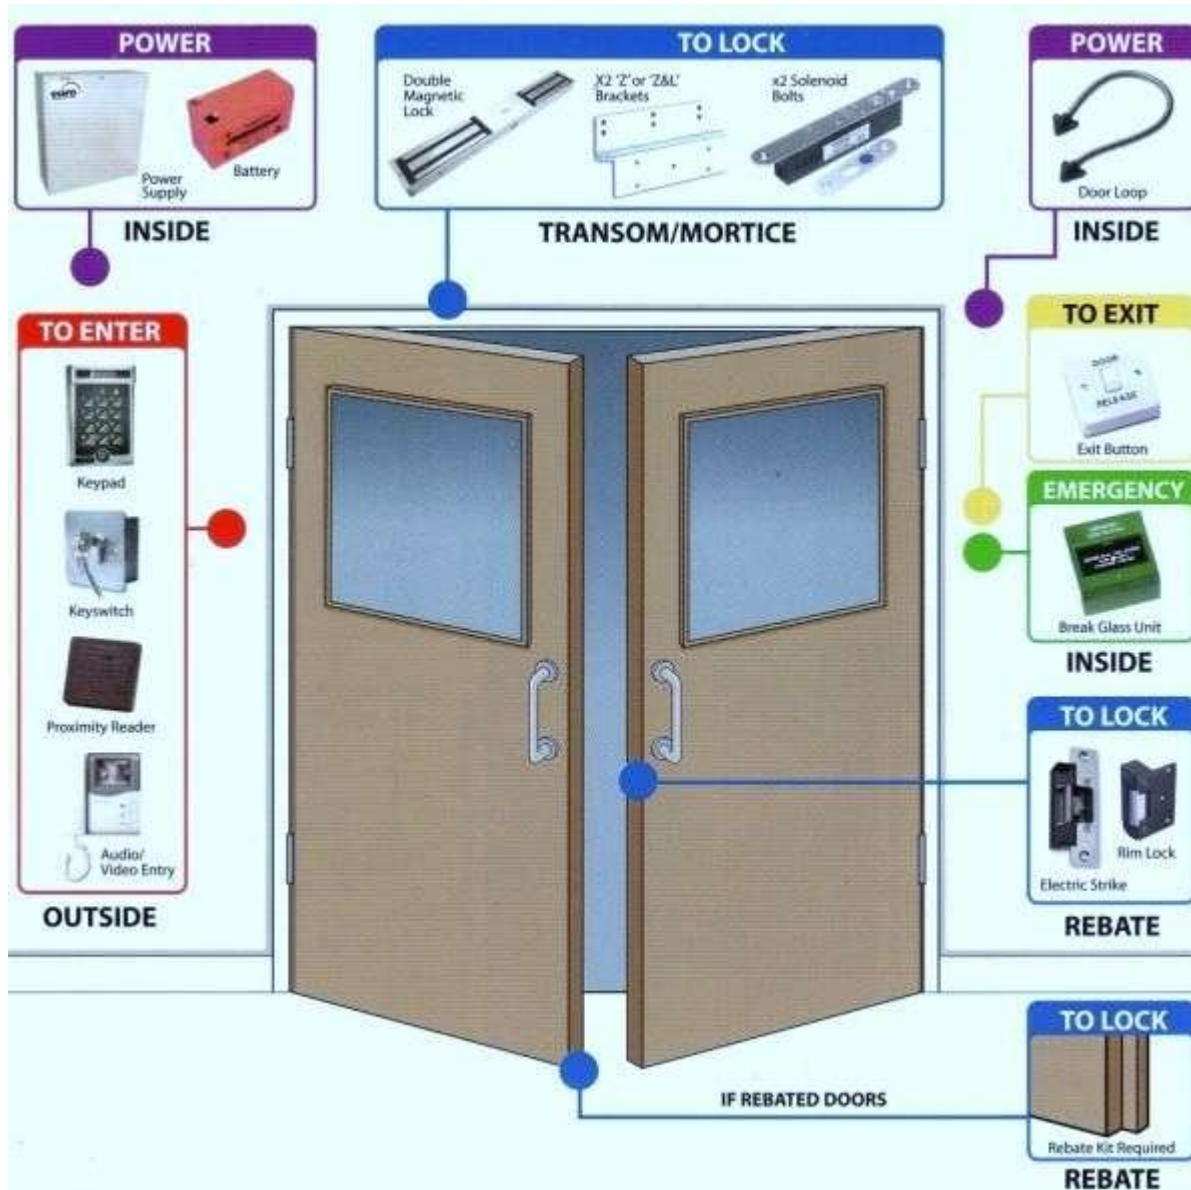 POWER
Power
Supply
Battery
INSIDE
TO LOCK
Double
Magnetic
Lock
X2 'Z' or 'Z&L'
Brackets
x2 Solenoid
Bolts
TRANSOM/MORTICE
POWER
Door Loop
INSIDE
TO ENTER
Keypad
Keyswitch
Proximity Reader
Audio/
Video Entry
OUTSIDE
TO EXIT
DOOR
RELEASE
Exit Button
EMERGENCY
Break Glass Unit
INSIDE
TO LOCK
Rim Lock
Electric Strike
REBATE
IF REBATED DOORS
TO LOCK
Rebate Kit Required
REBATE